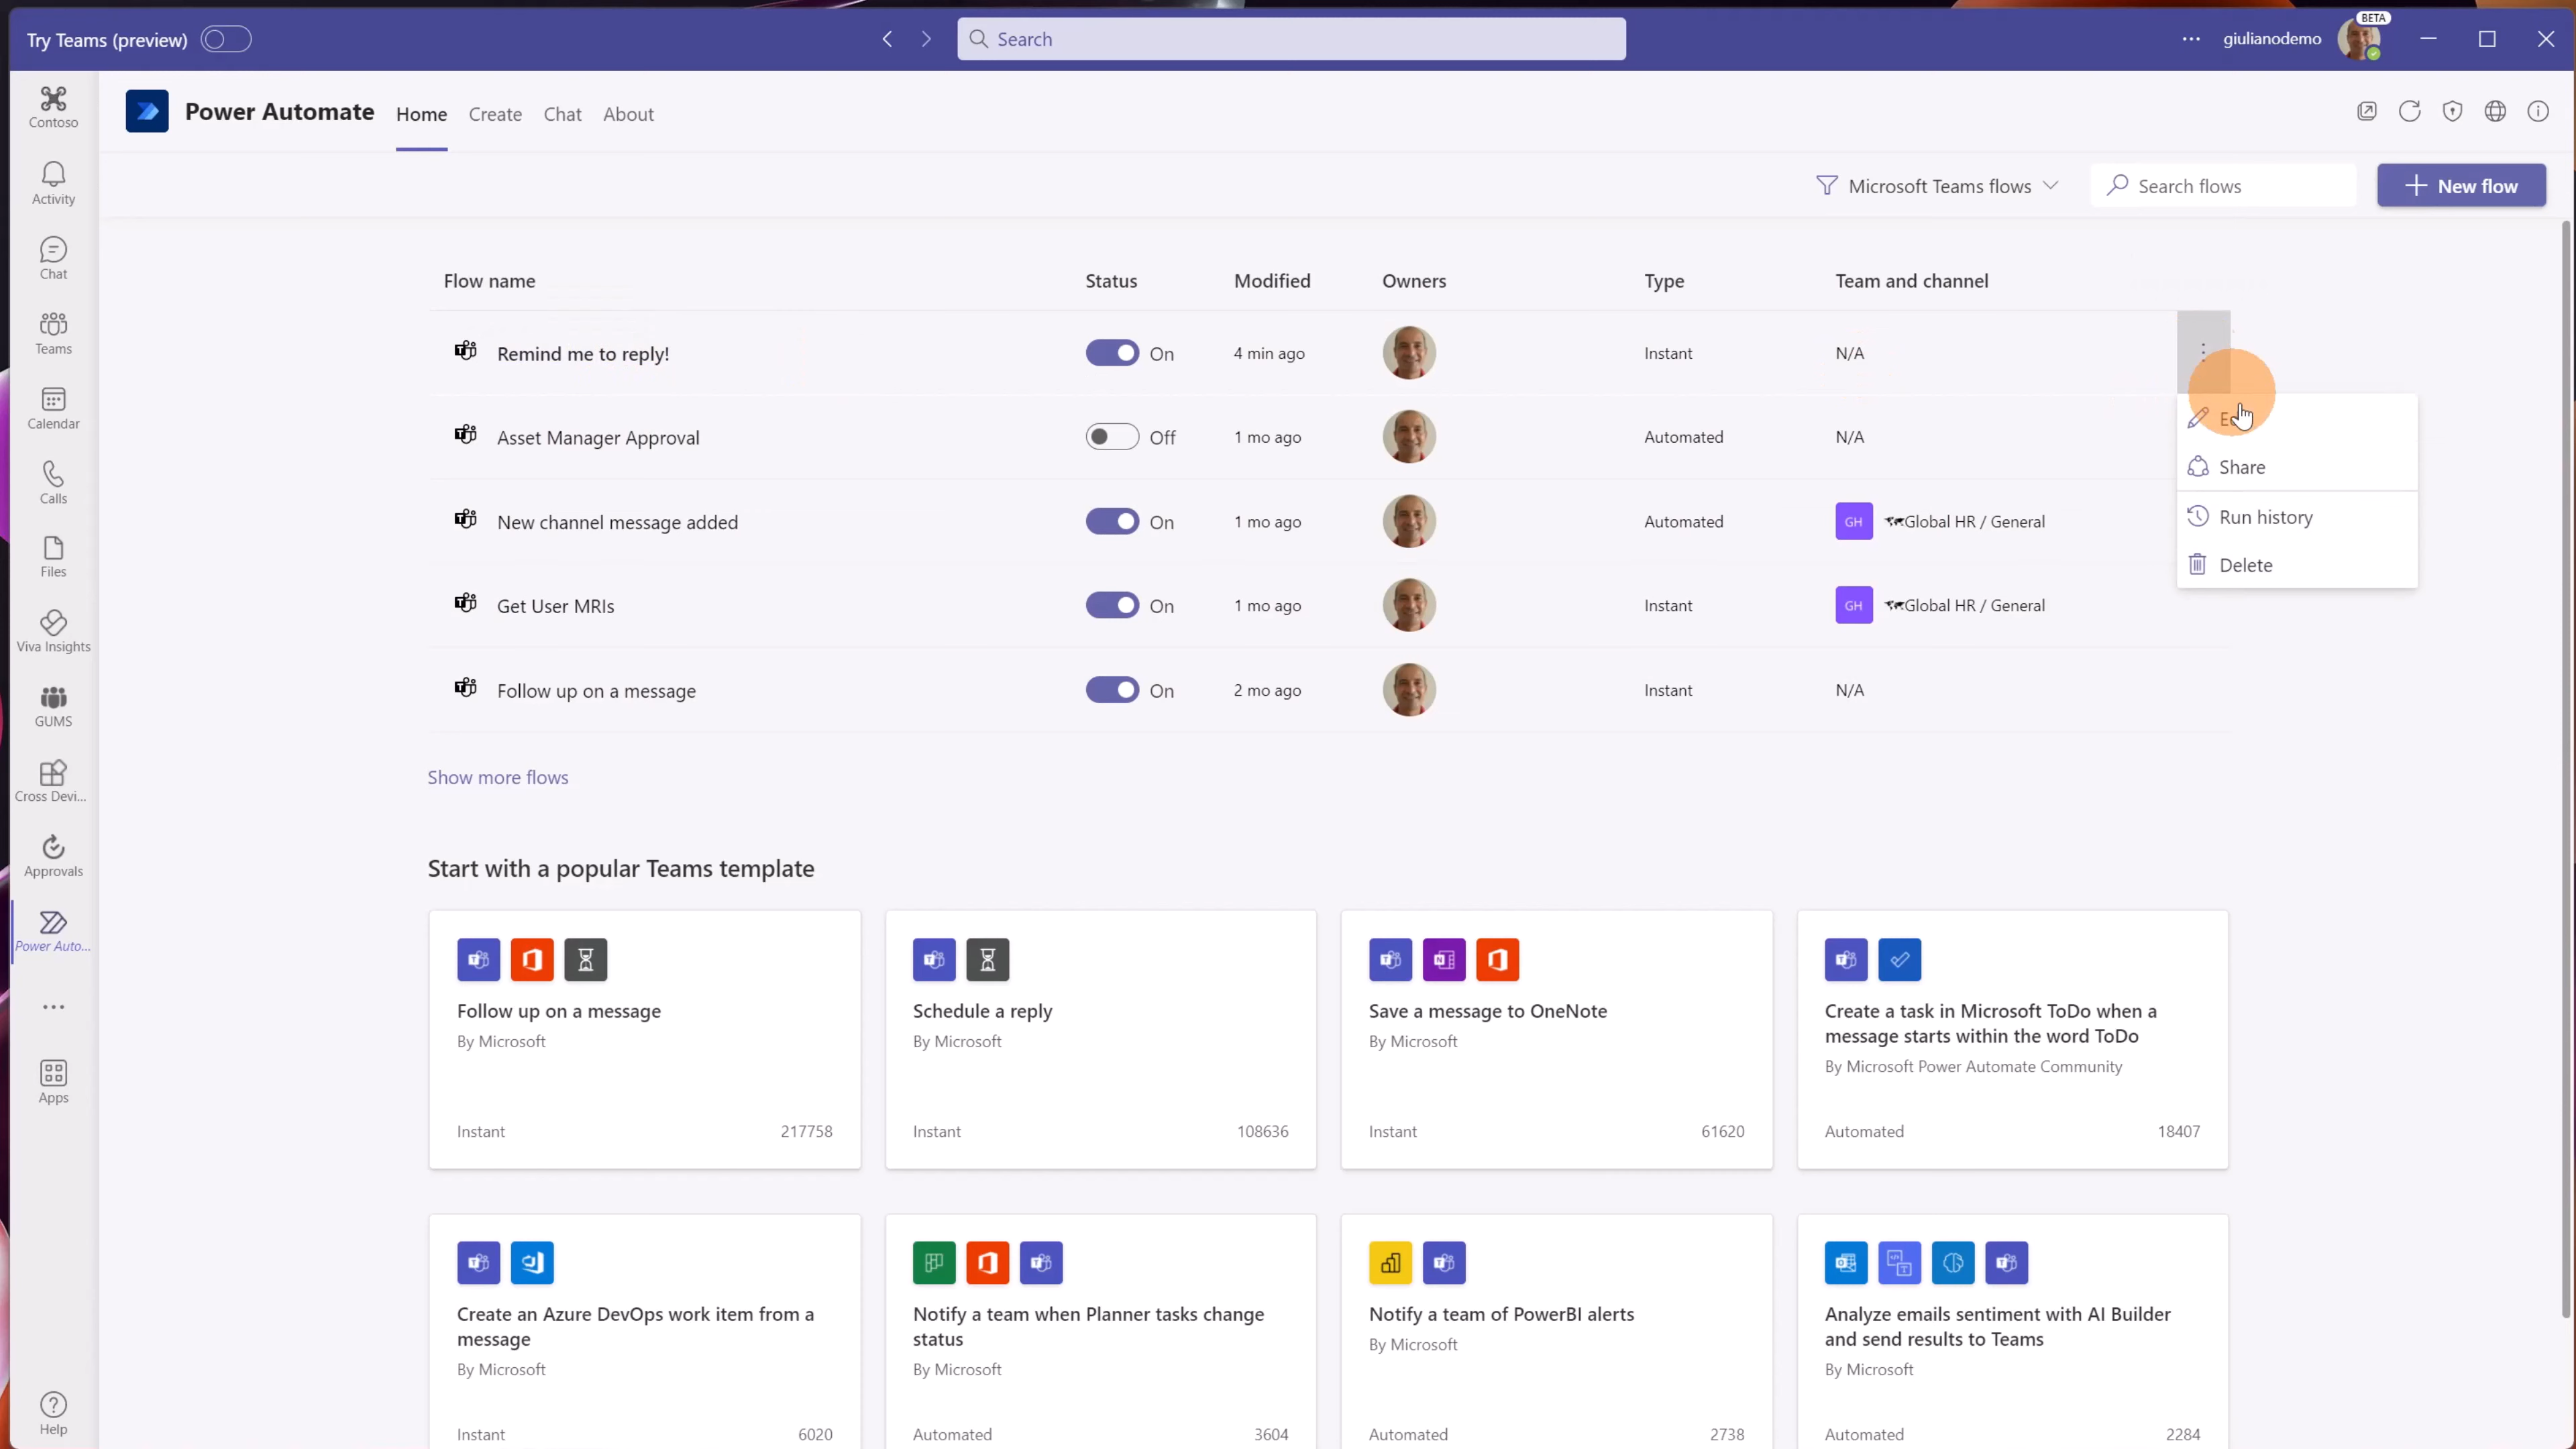 Try Teams (preview)
Search
giulianodemo
BETA
Contoso
Activity
Chat
Teams
Calendar
Calls
Files
Viva Insights
GUMS
Cross Devi...
Approvals
Power Auto...
Apps
Help
Power Automate
Home
Create
Chat
About
Microsoft Teams flows
Search flows
New flow
Flow name
Status
Modified
Owners
Type
Team and channel
Remind me to reply!
On
4 min ago
Instant
N/A
Asset Manager Approval
Off
1 mo ago
Automated
N/A
New channel message added
On
1 mo ago
Automated
GH
Global HR / General
Get User MRIs
On
1 mo ago
Instant
GH
Global HR / General
Follow up on a message
On
2 mo ago
Instant
N/A
Share
Run history
Delete
Show more flows
Start with a popular Teams template
Follow up on a message
By Microsoft
Instant
217758
Schedule a reply
By Microsoft
Instant
108636
Save a message to OneNote
By Microsoft
Instant
61620
Create a task in Microsoft ToDo when a
message starts within the word ToDo
By Microsoft Power Automate Community
Automated
18407
Create an Azure DevOps work item from a
message
By Microsoft
Instant
6020
Notify a team when Planner tasks change
status
By Microsoft
Automated
3604
Notify a team of PowerBI alerts
By Microsoft
Automated
2738
Analyze emails sentiment with AI Builder
and send results to Teams
By Microsoft
Automated
2284